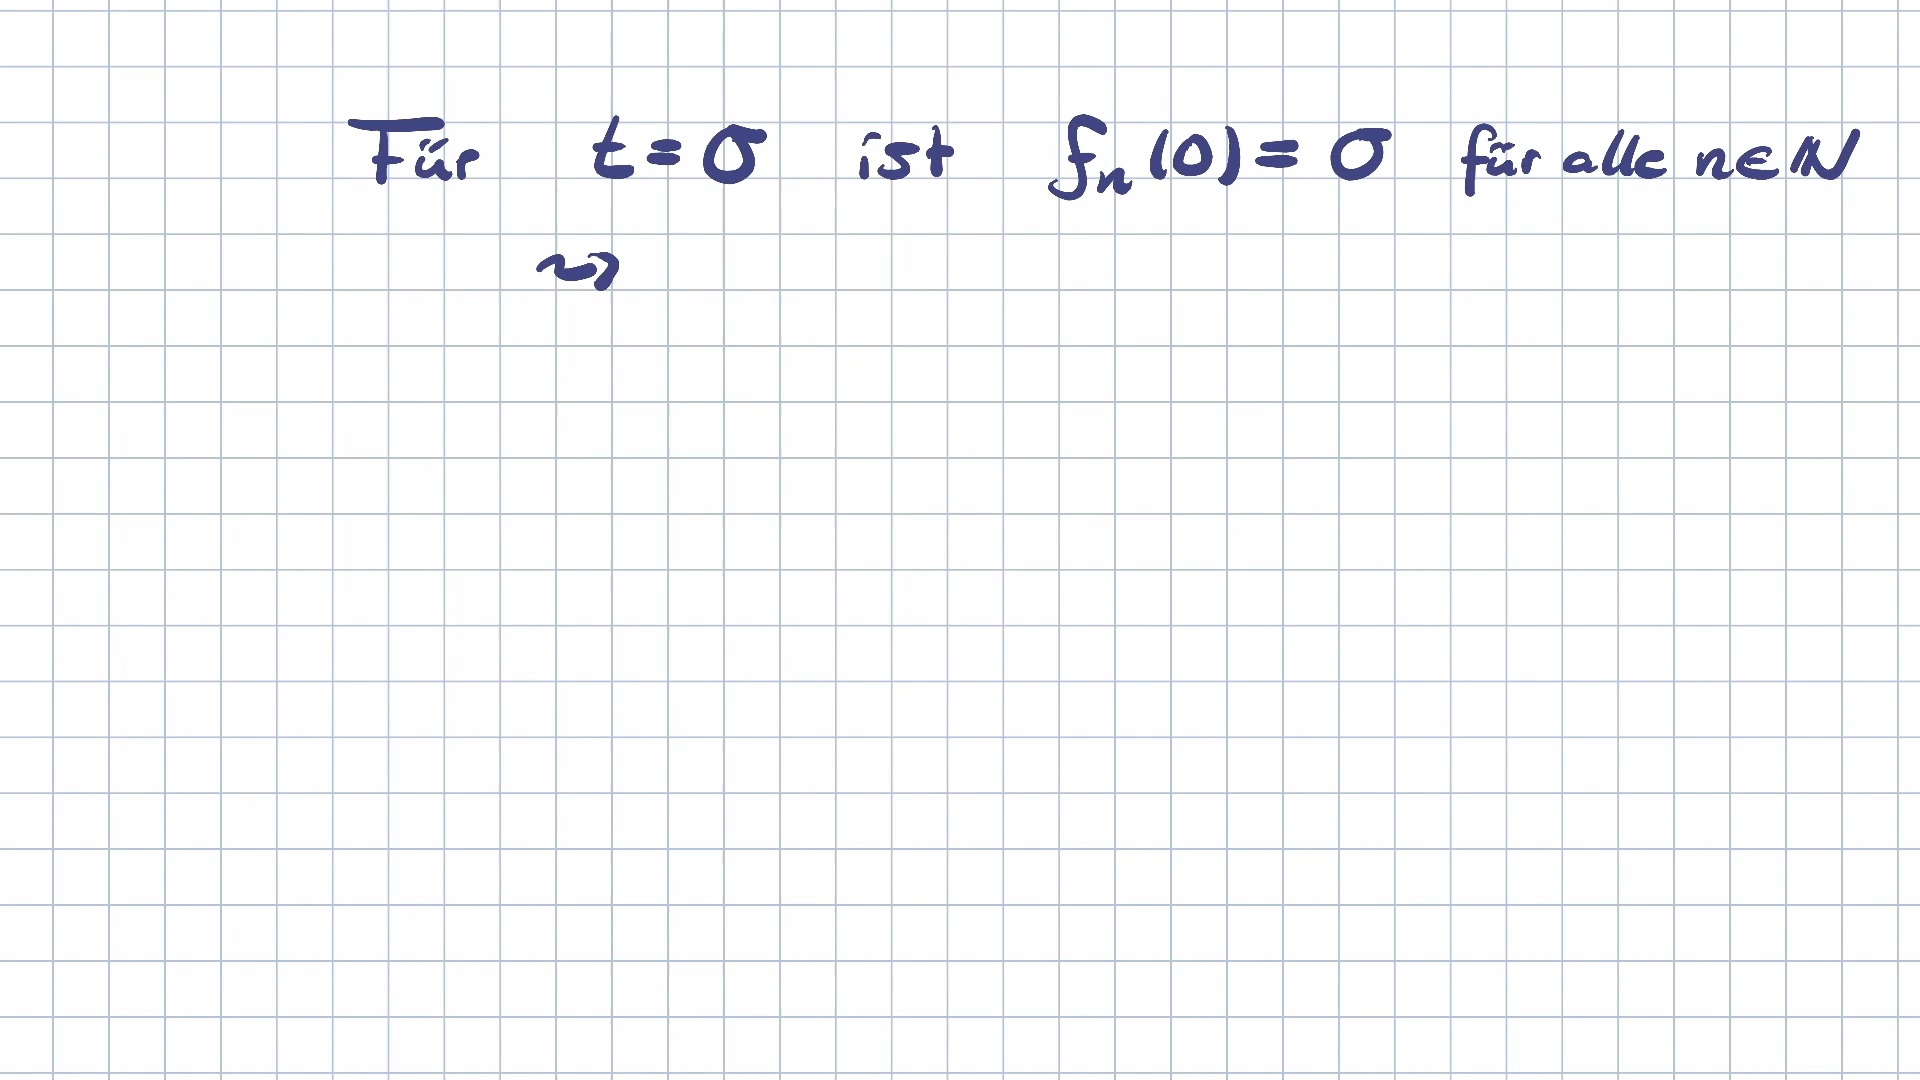 Für t = 0 ist fₙ(0) = 0 für alle n ∈ ℕ
⇝